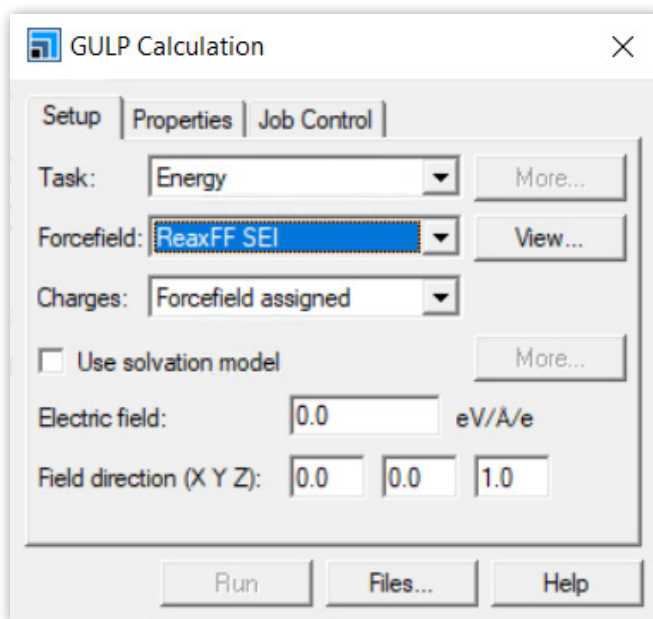 GULP Calculation
Setup Properties Job Control
Task: Energy More...
Forcefield: ReaxFF SEI View...
Charges: Forcefield assigned
Use solvation model More...
Electric field: 0.0 eV/Å/e
Field direction (X Y Z): 0.0 0.0 1.0
Run Files... Help